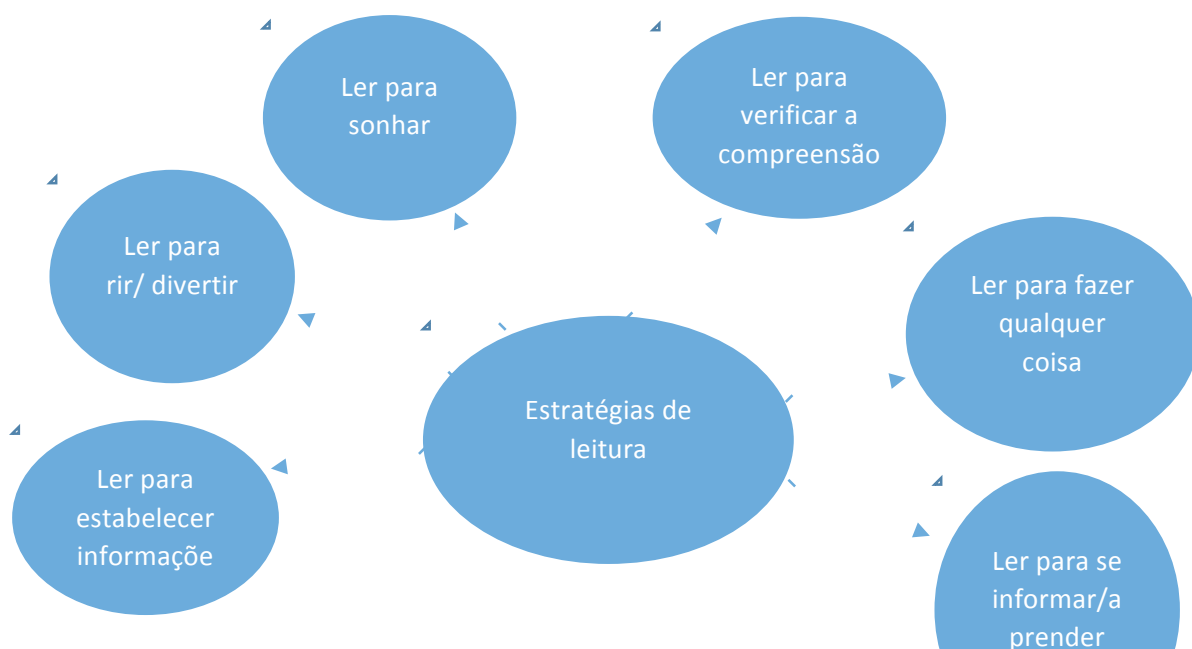 Ler para
sonhar
Ler para
verificar a
compreensão
Ler para
rir/ divertir
Ler para fazer
qualquer
coisa
Estratégias de
leitura
Ler para
estabelecer
informaçõe
Ler para se
informar/a
prender